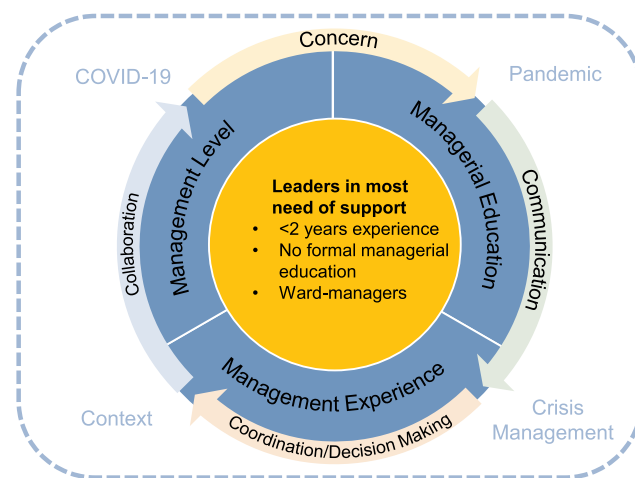 Concern
COVID-19
Pandemic
Management Level
Managerial Education
Collaboration
Communication
Leaders in most
need of support
• <2 years experience
• No formal managerial
education
• Ward-managers
Management Experience
Coordination/Decision Making
Context
Crisis
Management